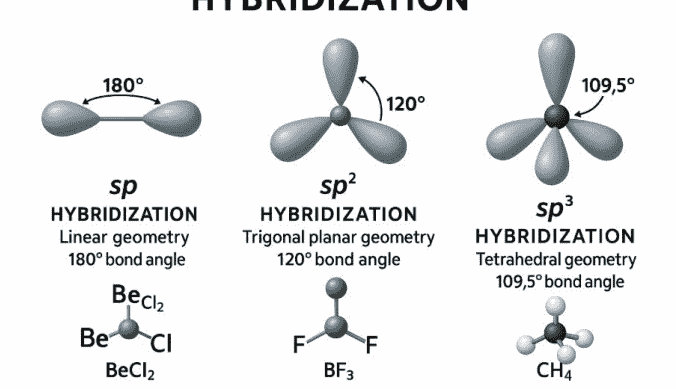 HYBRIDIZATION
180°
120°
109,5°
sp
HYBRIDIZATION
Linear geometry
180° bond angle
BeCl₂
Be Cl
BeCl₂
sp²
HYBRIDIZATION
Trigonal planar geometry
120° bond angle
F F
BF₃
sp³
HYBRIDIZATION
Tetrahedral geometry
109,5° bond angle
CH₄